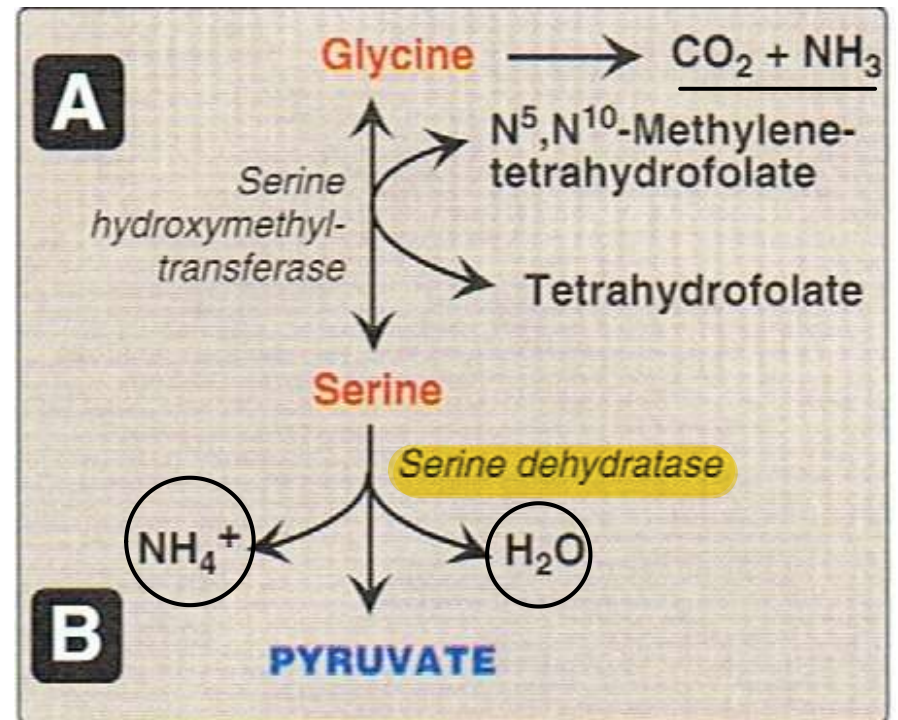 A
Glycine → CO₂ + NH₃
N⁵,N¹⁰-Methylene-
tetrahydrofolate
Serine
hydroxymethyl-
transferase
Tetrahydrofolate
Serine
Serine dehydratase
NH₄⁺
H₂O
B
PYRUVATE